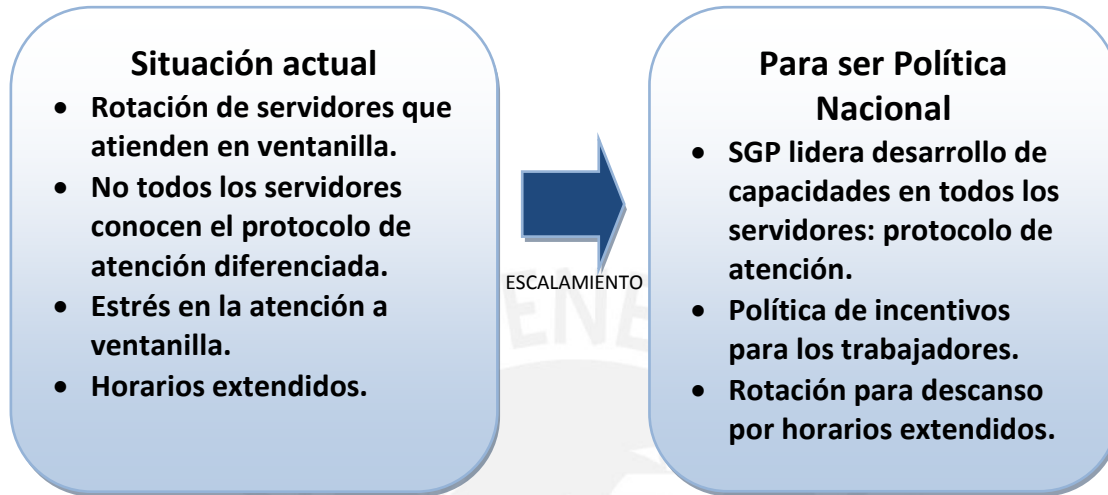 Situación actual
• Rotación de servidores que
atienden en ventanilla.
• No todos los servidores
conocen el protocolo de
atención diferenciada.
• Estrés en la atención a
ventanilla.
• Horarios extendidos.
ESCALAMIENTO
Para ser Política
Nacional
• SGP lidera desarrollo de
capacidades en todos los
servidores: protocolo de
atención.
• Política de incentivos
para los trabajadores.
• Rotación para descanso
por horarios extendidos.